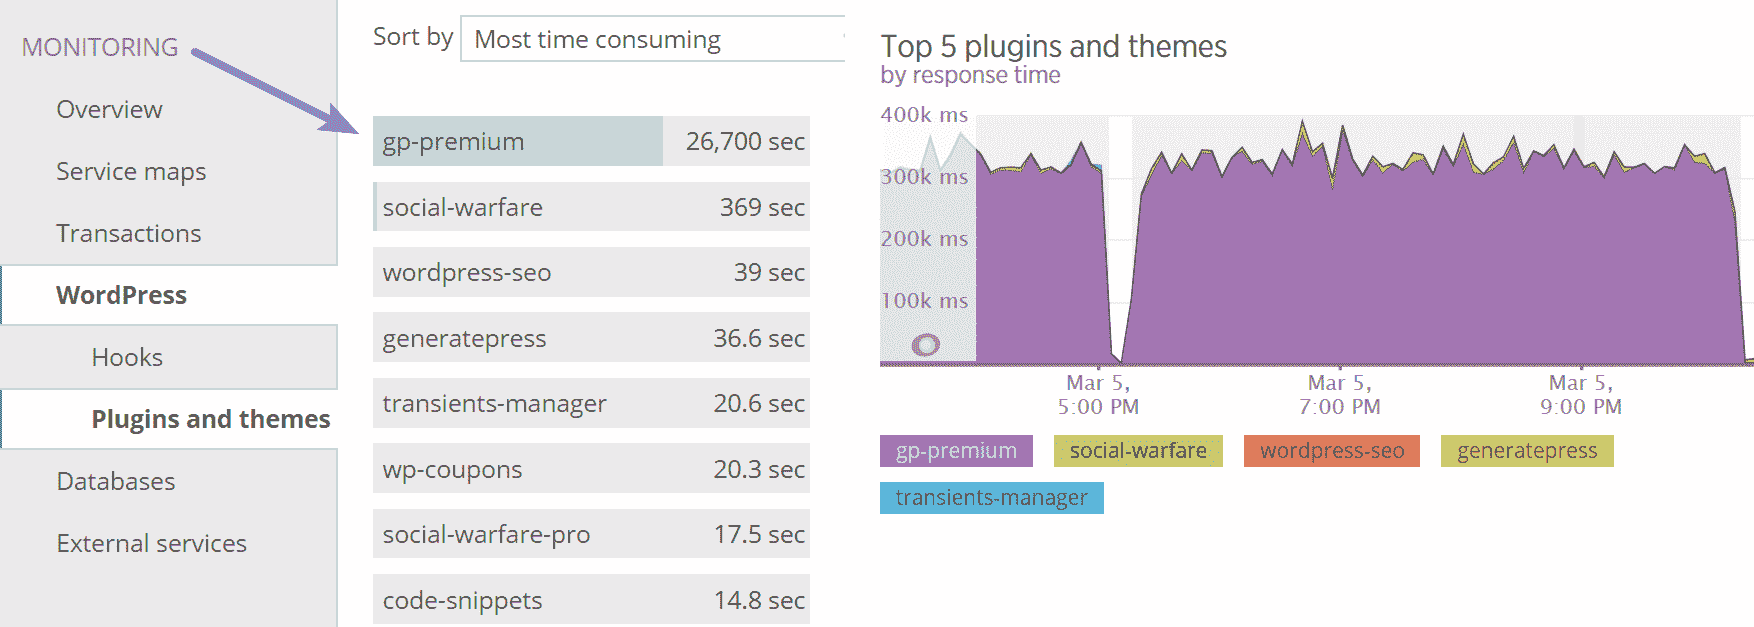 MONITORING
Overview
Service maps
Transactions
WordPress
Hooks
Plugins and themes
Databases
External services
Sort by Most time consuming
gp-premium 26,700 sec
social-warfare 369 sec
wordpress-seo 39 sec
generatepress 36.6 sec
transients-manager 20.6 sec
wp-coupons 20.3 sec
social-warfare-pro 17.5 sec
code-snippets 14.8 sec
Top 5 plugins and themes
by response time
400k ms
300k ms
200k ms
100k ms
Mar 5, Mar 5, Mar 5,
5:00 PM 7:00 PM 9:00 PM
gp-premium social-warfare wordpress-seo generatepress
transients-manager